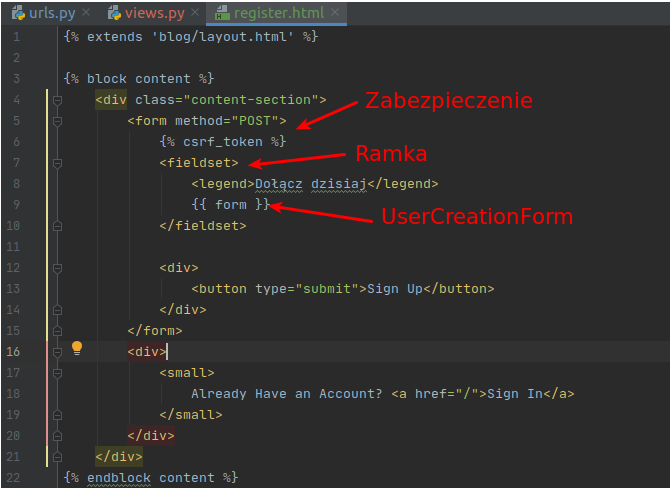 urls.py × views.py × register.html ×
1 {% extends 'blog/layout.html' %}
2
3 {% block content %}
4 <div class="content-section">
Zabezpieczenie
5 <form method="POST">
6 {% csrf_token %}
Ramka
7 <fieldset>
8 <legend>Dołącz dzisiaj</legend>
9 {{ form }}
UserCreationForm
10 </fieldset>
11
12 <div>
13 <button type="submit">Sign Up</button>
14 </div>
15 </form>
16 <div>
17 <small>
18 Already Have an Account? <a href="/">Sign In</a>
19 </small>
20 </div>
21 </div>
22 {% endblock content %}